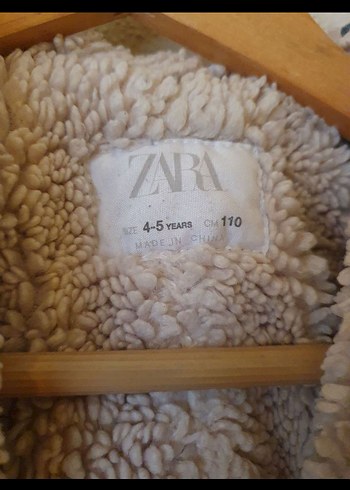 ZARA
SIZE 4-5 YEARS CM 110
MADE IN CHINA